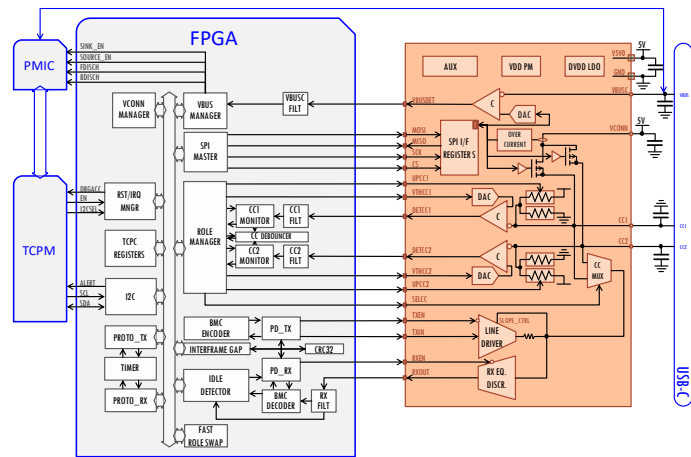 FPGA
SINK_EN
SOURCE_EN
FDISCH
BDISCH
PMIC
VCONN
MANAGER
VBUS
MANAGER
VBUSC
FILT
SPI
MASTER
DBGACC
EN
I2CSEL
RST/IRQ
MNGR
TCPM
TCPC
REGISTERS
ROLE
MANAGER
CC1
MONITOR
CC1
FILT
CC DEBOUNCER
CC2
MONITOR
CC2
FILT
ALERT
SCL
SDA
I2C
PROTO_TX
TIMER
PROTO_RX
BMC
ENCODER
PD_TX
INTERFRAME GAP
CRC32
IDLE
DETECTOR
PD_RX
BMC
DECODER
RX
FILT
FAST
ROLE SWAP
AUX
VDD PM
DVDD LDO
V5V0
5V
GND
VBUSDET
C
DAC
VBUSC
VBUS
MOSI
MISO
SCK
CS
SPI I/F
REGISTERS
OVER
CURRENT
VCONN
5V
UPCC1
VTHCC1
DAC
DETCC1
C
CC1
CC1
DETCC2
C
CC2
CC2
VTHCC2
DAC
UPCC2
SELCC
CC
MUX
TXEN
TXIN
SLOPE_CTRL
LINE
DRIVER
RXEN
RXOUT
RX EQ.
DISCR.
USB-C